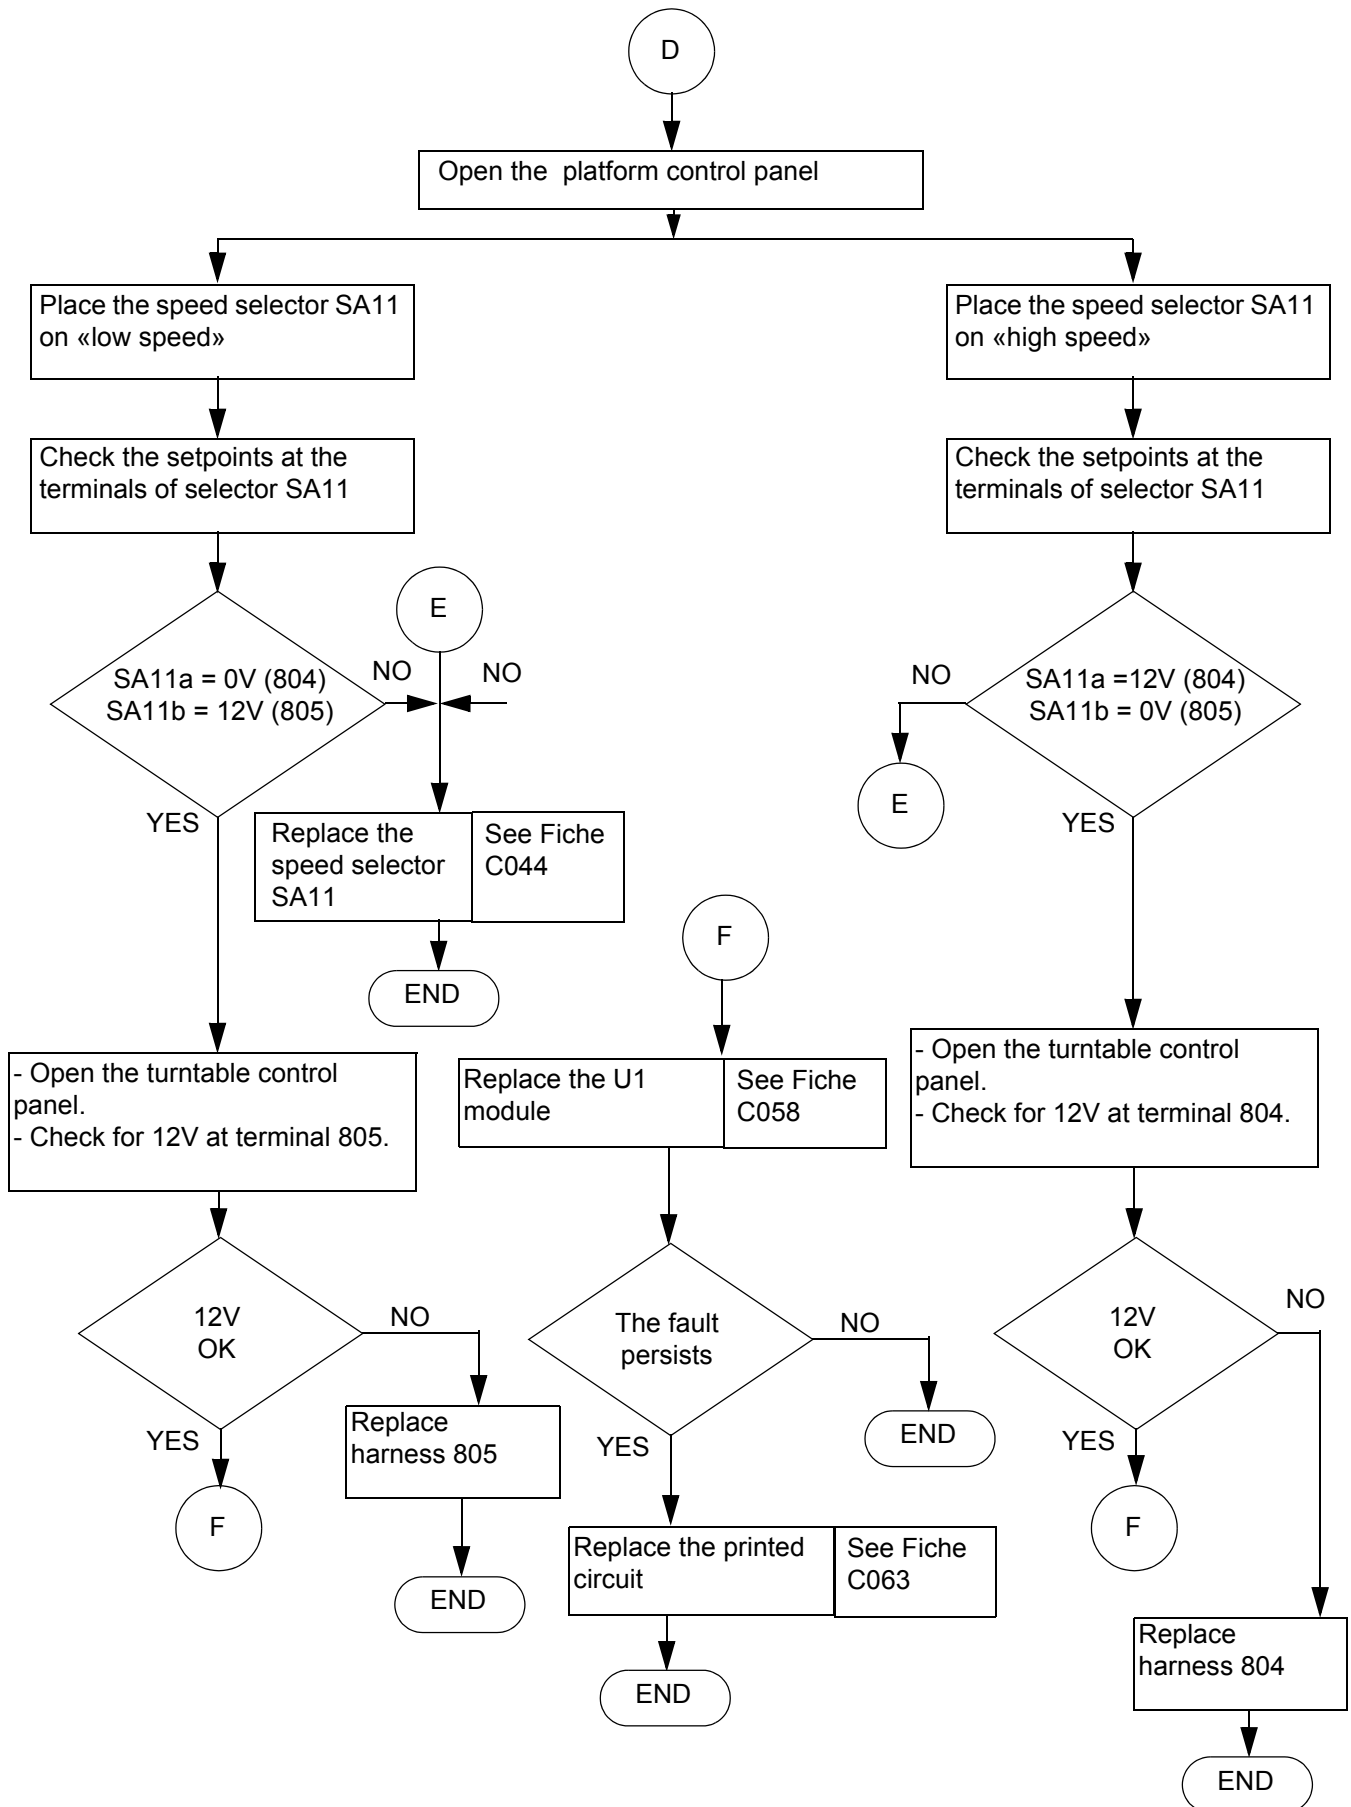 D
Open the platform control panel
Place the speed selector SA11
on «low speed»
Place the speed selector SA11
on «high speed»
Check the setpoints at the
terminals of selector SA11
Check the setpoints at the
terminals of selector SA11
E
SA11a = 0V (804)
SA11b = 12V (805)
NO
NO
NO
SA11a =12V (804)
SA11b = 0V (805)
E
YES
YES
Replace the
speed selector
SA11
See Fiche
C044
END
F
- Open the turntable control
panel.
- Check for 12V at terminal 805.
Replace the U1
module
See Fiche
C058
- Open the turntable control
panel.
- Check for 12V at terminal 804.
12V
OK
NO
YES
F
Replace
harness 805
END
The fault
persists
NO
END
YES
Replace the printed
circuit
See Fiche
C063
END
12V
OK
NO
YES
F
Replace
harness 804
END